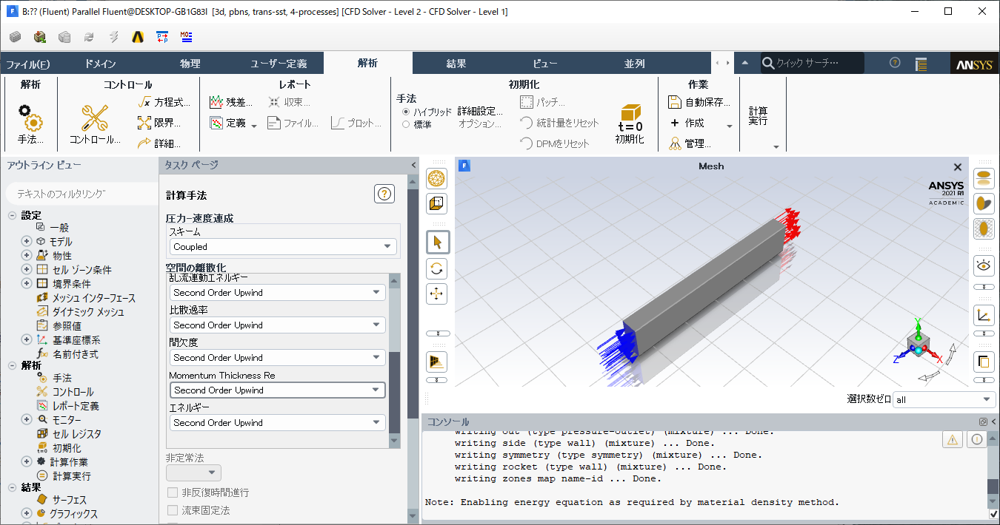 B:?? (Fluent) Parallel Fluent@DESKTOP-GB1G83I [3d, pbns, trans-sst, 4-processes] [CFD Solver - Level 2 - CFD Solver - Level 1]
ファイル(F) ドメイン 物理 ユーザー定義 解析 結果 ビュー 並列 クイック サーチ… ANSYS
解析 コントロール レポート 初期化 作業
手法... コントロール... 方程式... 限界... 詳細...
残差... 収束... 定義 ファイル... プロット...
手法 ハイブリッド 標準 詳細設定... オプション...
パッチ... 統計量をリセット DPMをリセット
t=0 初期化
自動保存... 作成 管理...
計算実行
アウトライン ビュー
テキストのフィルタリング
設定
一般
モデル
物性
セル ゾーン条件
境界条件
メッシュ インターフェース
ダイナミック メッシュ
参照値
基準座標系
名前付き式
解析
手法
コントロール
レポート定義
モニター
セル レジスタ
初期化
計算作業
計算実行
結果
サーフェス
グラフィックス
タスク ページ
計算手法
圧力-速度連成
スキーム
Coupled
空間の離散化
乱流運動エネルギー
Second Order Upwind
比散逸率
Second Order Upwind
間欠度
Second Order Upwind
Momentum Thickness Re
Second Order Upwind
エネルギー
Second Order Upwind
非定常法
非反復時間進行
流束固定法
Mesh
ANSYS
2021 R1
ACADEMIC
Y
Z
X
選択数ゼロ all
コンソール
writing out (type pressure-outlet) (mixture) ... Done.
writing side (type wall) (mixture) ... Done.
writing symmetry (type symmetry) (mixture) ... Done.
writing rocket (type wall) (mixture) ... Done.
writing zones map name-id ... Done.
Note: Enabling energy equation as required by material density method.